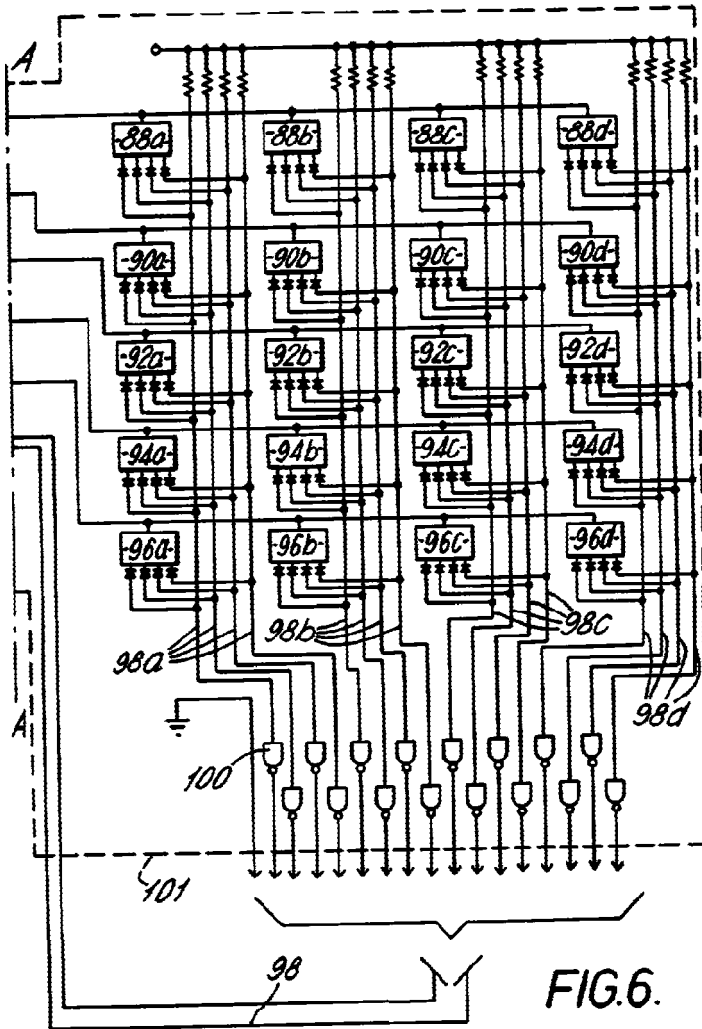 A
-88a- -88b- -88c- -88d-
-90a- -90b- -90c- -90d-
-92a- -92b- -92c- -92d-
-94a- -94b- -94c- -94d-
-96a- -96b- -96c- -96d-
98a 98b 98c 98d
A
100
101
98
FIG.6.